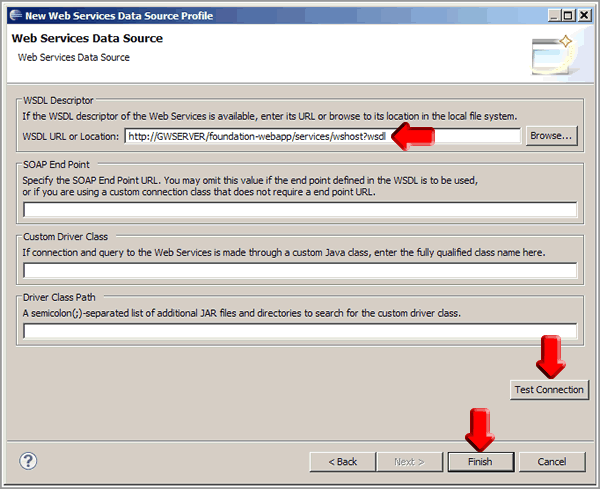 New Web Services Data Source Profile
Web Services Data Source
Web Services Data Source
WSDL Descriptor
If the WSDL descriptor of the Web Services is available, enter its URL or browse to its location in the local file system.
WSDL URL or Location: http://GWSERVER/foundation-webapp/services/wshost?wsdl Browse...
SOAP End Point
Specify the SOAP End Point URL. You may omit this value if the end point defined in the WSDL is to be used,
or if you are using a custom connection class that does not require a end point URL.
Custom Driver Class
If connection and query to the Web Services is made through a custom Java class, enter the fully qualified class name here.
Driver Class Path
A semicolon(;)-separated list of additional JAR files and directories to search for the custom driver class.
Test Connection
? < Back Next > Finish Cancel